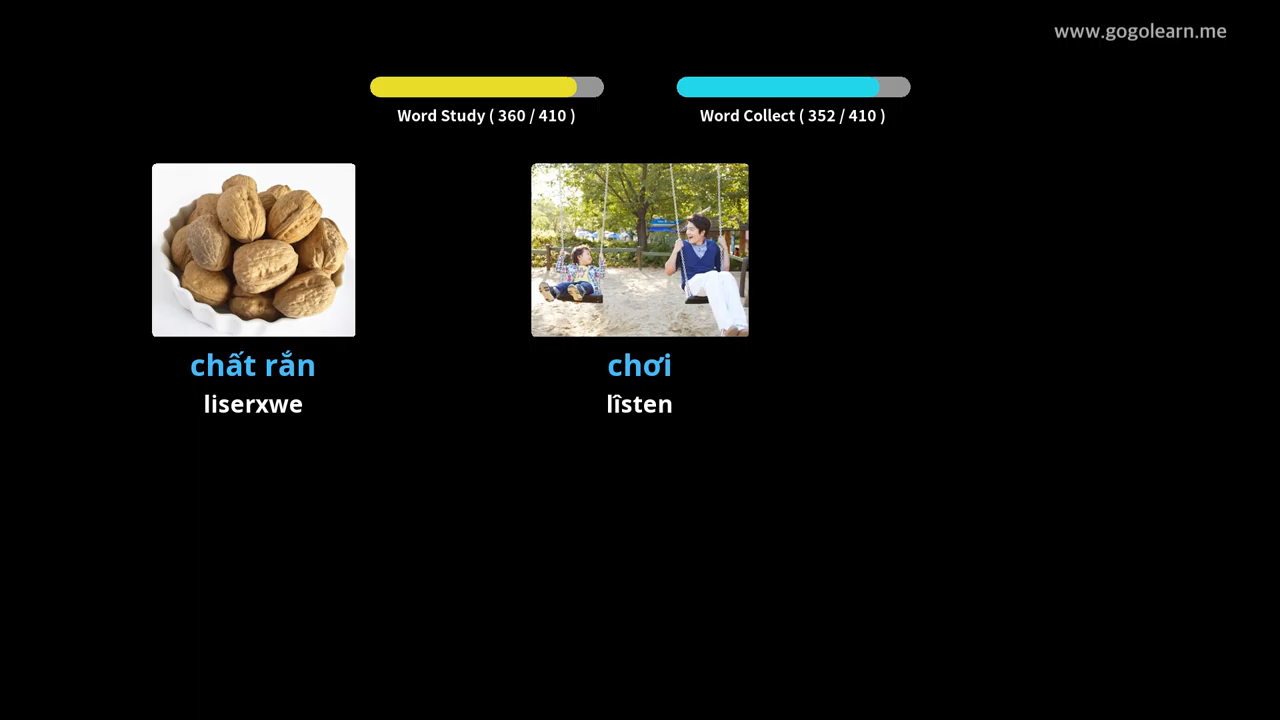 www.gogolearn.me
Word Study ( 360 / 410 )
Word Collect ( 352 / 410 )
chất rắn
liserxwe
chơi
lîsten